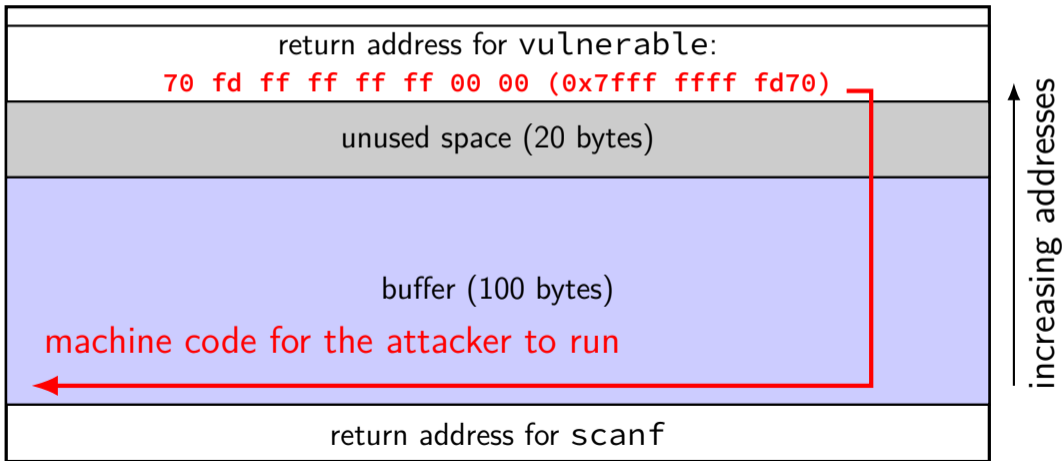 return address for vulnerable:
70 fd ff ff ff ff 00 00 (0x7fff ffff fd70)
unused space (20 bytes)
buffer (100 bytes)
machine code for the attacker to run
return address for scanf
increasing addresses